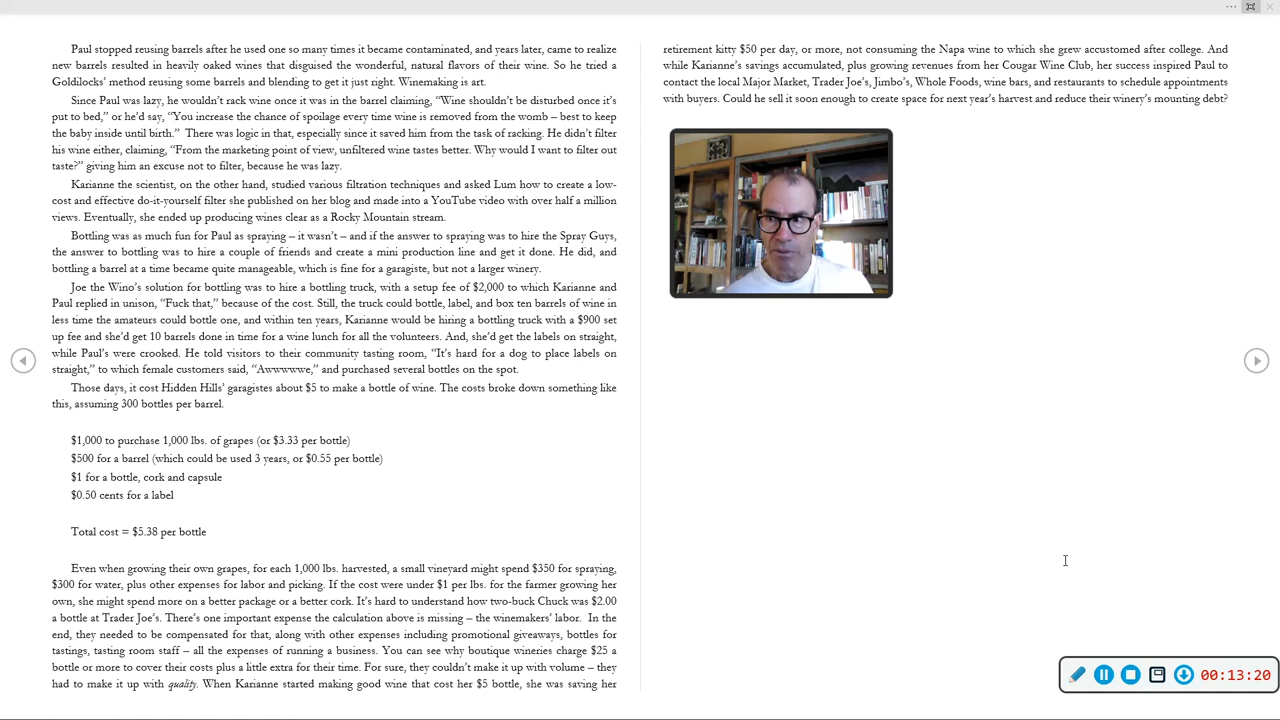 Paul stopped reusing barrels after he used one so many times it became contaminated, and years later, came to realize
new barrels resulted in heavily oaked wines that disguised the wonderful, natural flavors of their wine. So he tried a
Goldilocks’ method reusing some barrels and blending to get it just right. Winemaking is art.
Since Paul was lazy, he wouldn’t rack wine once it was in the barrel claiming, “Wine shouldn’t be disturbed once it’s
put to bed,” or he’d say, “You increase the chance of spoilage every time wine is removed from the womb – best to keep
the baby inside until birth.” There was logic in that, especially since it saved him from the task of racking. He didn’t filter
his wine either, claiming, “From the marketing point of view, unfiltered wine tastes better. Why would I want to filter out
taste?” giving him an excuse not to filter, because he was lazy.
Karianne the scientist, on the other hand, studied various filtration techniques and asked Lum how to create a low-
cost and effective do-it-yourself filter she published on her blog and made into a YouTube video with over half a million
views. Eventually, she ended up producing wines clear as a Rocky Mountain stream.
Bottling was as much fun for Paul as spraying – it wasn’t – and if the answer to spraying was to hire the Spray Guys,
the answer to bottling was to hire a couple of friends and create a mini production line and get it done. He did, and
bottling a barrel at a time became quite manageable, which is fine for a garagiste, but not a larger winery.
Joe the Wino’s solution for bottling was to hire a bottling truck, with a setup fee of $2,000 to which Karianne and
Paul replied in unison, “Fuck that,” because of the cost. Still, the truck could bottle, label, and box ten barrels of wine in
less time the amateurs could bottle one, and within ten years, Karianne would be hiring a bottling truck with a $900 set
up fee and she’d get 10 barrels done in time for a wine lunch for all the volunteers. And, she’d get the labels on straight,
while Paul’s were crooked. He told visitors to their community tasting room, “It’s hard for a dog to place labels on
straight,” to which female customers said, “Awwwwwe,” and purchased several bottles on the spot.
Those days, it cost Hidden Hills’ garagistes about $5 to make a bottle of wine. The costs broke down something like
this, assuming 300 bottles per barrel.
$1,000 to purchase 1,000 lbs. of grapes (or $3.33 per bottle)
$500 for a barrel (which could be used 3 years, or $0.55 per bottle)
$1 for a bottle, cork and capsule
$0.50 cents for a label
Total cost = $5.38 per bottle
Even when growing their own grapes, for each 1,000 lbs. harvested, a small vineyard might spend $350 for spraying,
$300 for water, plus other expenses for labor and picking. If the cost were under $1 per lbs. for the farmer growing her
own, she might spend more on a better package or a better cork. It’s hard to understand how two-buck Chuck was $2.00
a bottle at Trader Joe’s. There’s one important expense the calculation above is missing – the winemakers’ labor. In the
end, they needed to be compensated for that, along with other expenses including promotional giveaways, bottles for
tastings, tasting room staff – all the expenses of running a business. You can see why boutique wineries charge $25 a
bottle or more to cover their costs plus a little extra for their time. For sure, they couldn’t make it up with volume – they
had to make it up with quality. When Karianne started making good wine that cost her $5 bottle, she was saving her
retirement kitty $50 per day, or more, not consuming the Napa wine to which she grew accustomed after college. And
while Karianne’s savings accumulated, plus growing revenues from her Cougar Wine Club, her success inspired Paul to
contact the local Major Market, Trader Joe’s, Jimbo’s, Whole Foods, wine bars, and restaurants to schedule appointments
with buyers. Could he sell it soon enough to create space for next year’s harvest and reduce their winery’s mounting debt?
00:13:20